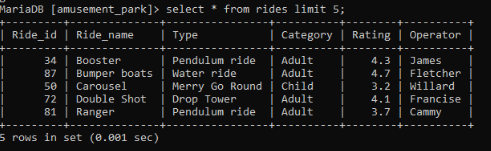 MariaDB [amusement_park]> select * from rides limit 5;
+---------+--------------+----------------+----------+--------+-----------+
| Ride_id | Ride_name    | Type           | Category | Rating | Operator  |
+---------+--------------+----------------+----------+--------+-----------+
|      34 | Booster      | Pendulum ride  | Adult    |    4.3 | James     |
|      87 | Bumper boats | Water ride     | Adult    |    4.7 | Fletcher  |
|      50 | Carousel     | Merry Go Round | Child    |    3.2 | Willard   |
|      72 | Double Shot  | Drop Tower     | Adult    |    4.1 | Francise  |
|      81 | Ranger       | Pendulum ride  | Adult    |    3.7 | Cammy     |
+---------+--------------+----------------+----------+--------+-----------+
5 rows in set (0.001 sec)